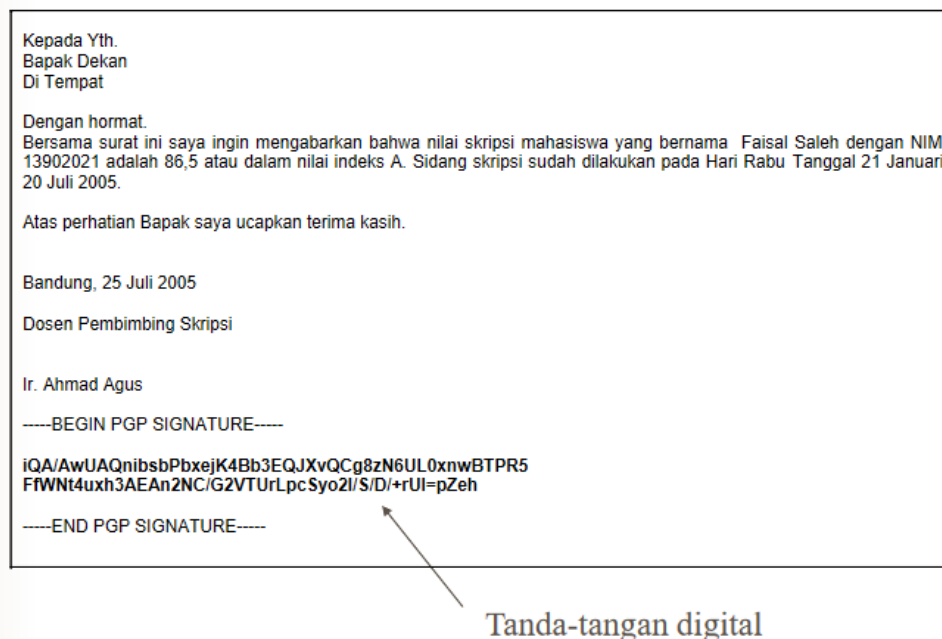 Kepada Yth.
Bapak Dekan
Di Tempat
Dengan hormat.
Bersama surat ini saya ingin mengabarkan bahwa nilai skripsi mahasiswa yang bernama Faisal Saleh dengan NIM
13902021 adalah 86,5 atau dalam nilai indeks A. Sidang skripsi sudah dilakukan pada Hari Rabu Tanggal 21 Januari
20 Juli 2005.
Atas perhatian Bapak saya ucapkan terima kasih.
Bandung, 25 Juli 2005
Dosen Pembimbing Skripsi
Ir. Ahmad Agus
-----BEGIN PGP SIGNATURE-----
iQA/AwUAQnibsbPbxejK4Bb3EQJXvQCg8zN6UL0xnwBTPR5
FfWNt4uxh3AEAn2NC/G2VTUrLpcSyo2l/S/D/+rUl=pZeh
-----END PGP SIGNATURE-----
Tanda-tangan digital